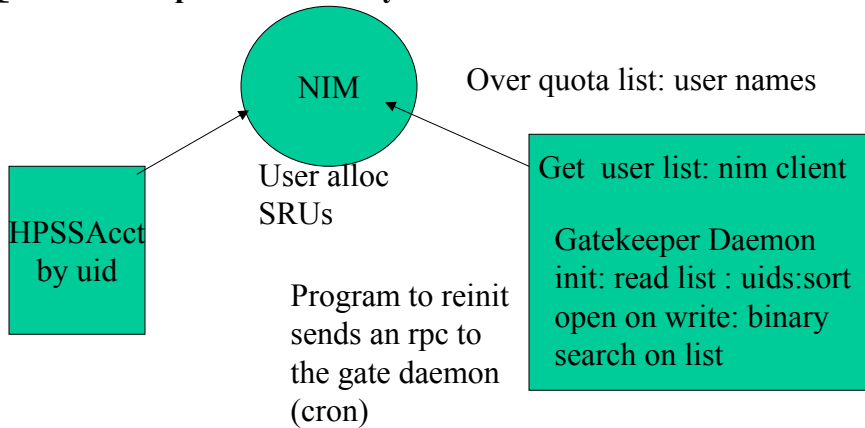 NIM
Over quota list: user names
User alloc
SRUs
HPSSAcct
by uid
Get user list: nim client
Gatekeeper Daemon
init: read list : uids:sort
open on write: binary
search on list
Program to reinit
sends an rpc to
the gate daemon
(cron)